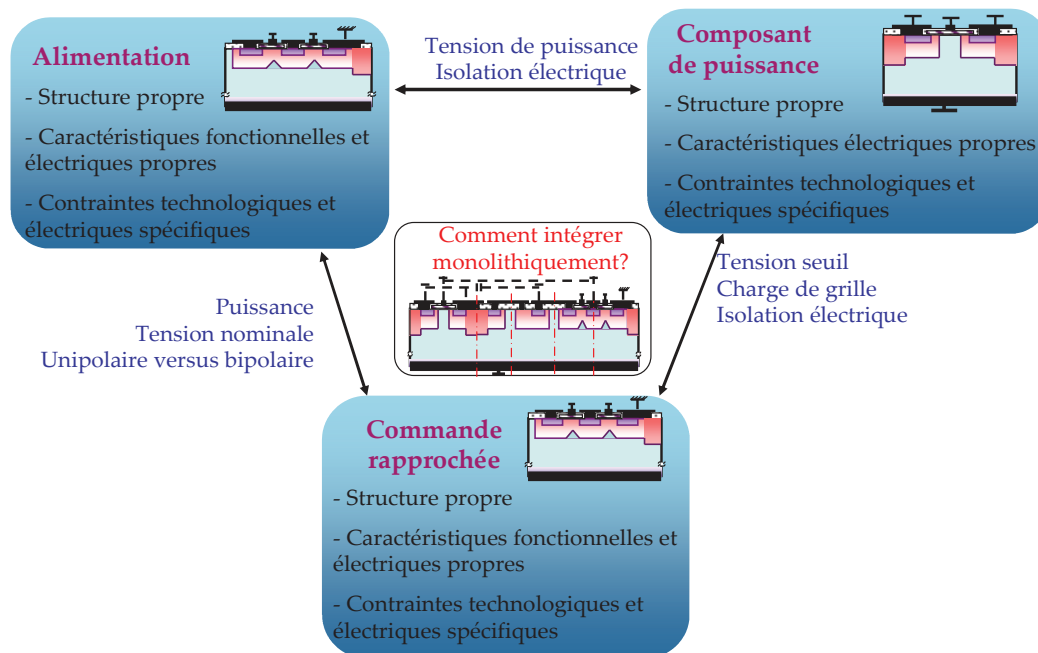 Alimentation
- Structure propre
- Caractéristiques fonctionnelles et
électriques propres
- Contraintes technologiques et
électriques spécifiques
Tension de puissance
Isolation électrique
Composant
de puissance
- Structure propre
- Caractéristiques électriques propres
- Contraintes technologiques et
électriques spécifiques
Comment intégrer
monolithiquement?
Puissance
Tension nominale
Unipolaire versus bipolaire
Tension seuil
Charge de grille
Isolation électrique
Commande
rapprochée
- Structure propre
- Caractéristiques fonctionnelles et
électriques propres
- Contraintes technologiques et
électriques spécifiques